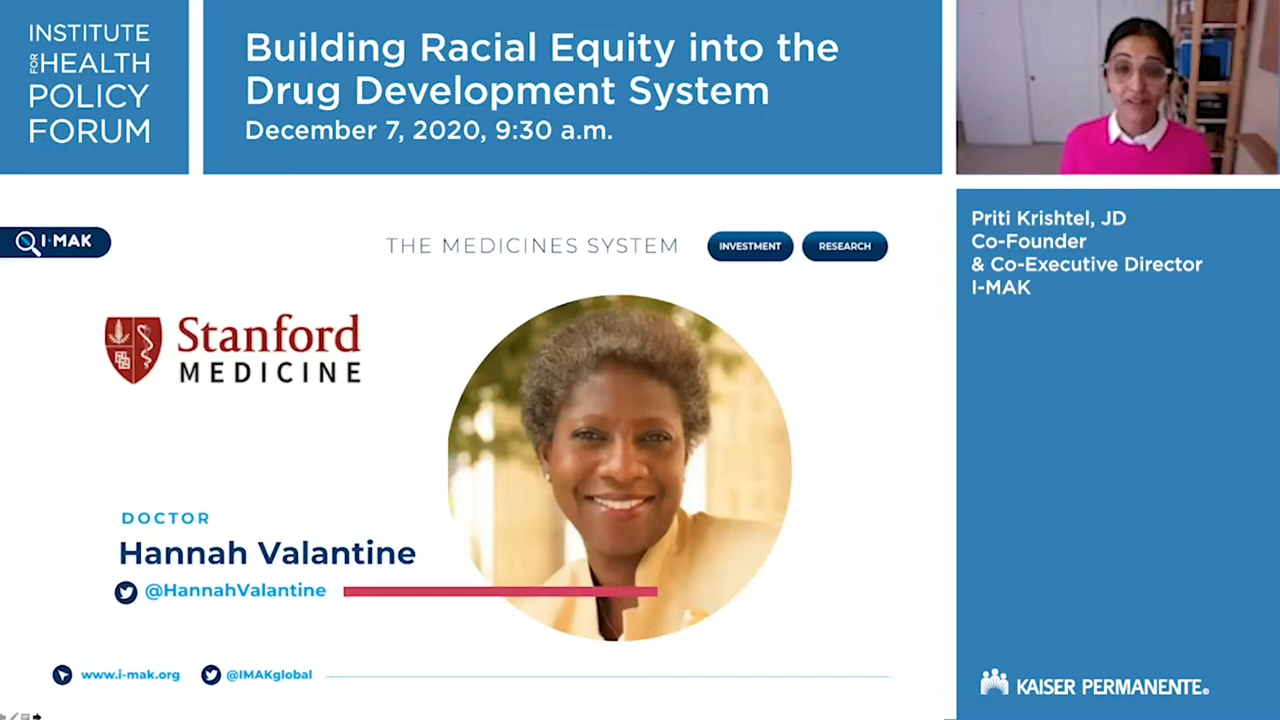 INSTITUTE
FOR HEALTH
POLICY
FORUM
Building Racial Equity into the
Drug Development System
December 7, 2020, 9:30 a.m.
Priti Krishtel, JD
Co-Founder
& Co-Executive Director
I-MAK
I-MAK
THE MEDICINES SYSTEM
INVESTMENT
RESEARCH
Stanford
MEDICINE
DOCTOR
Hannah Valantine
@HannahValantine
www.i-mak.org
@IMAKglobal
KAISER PERMANENTE®